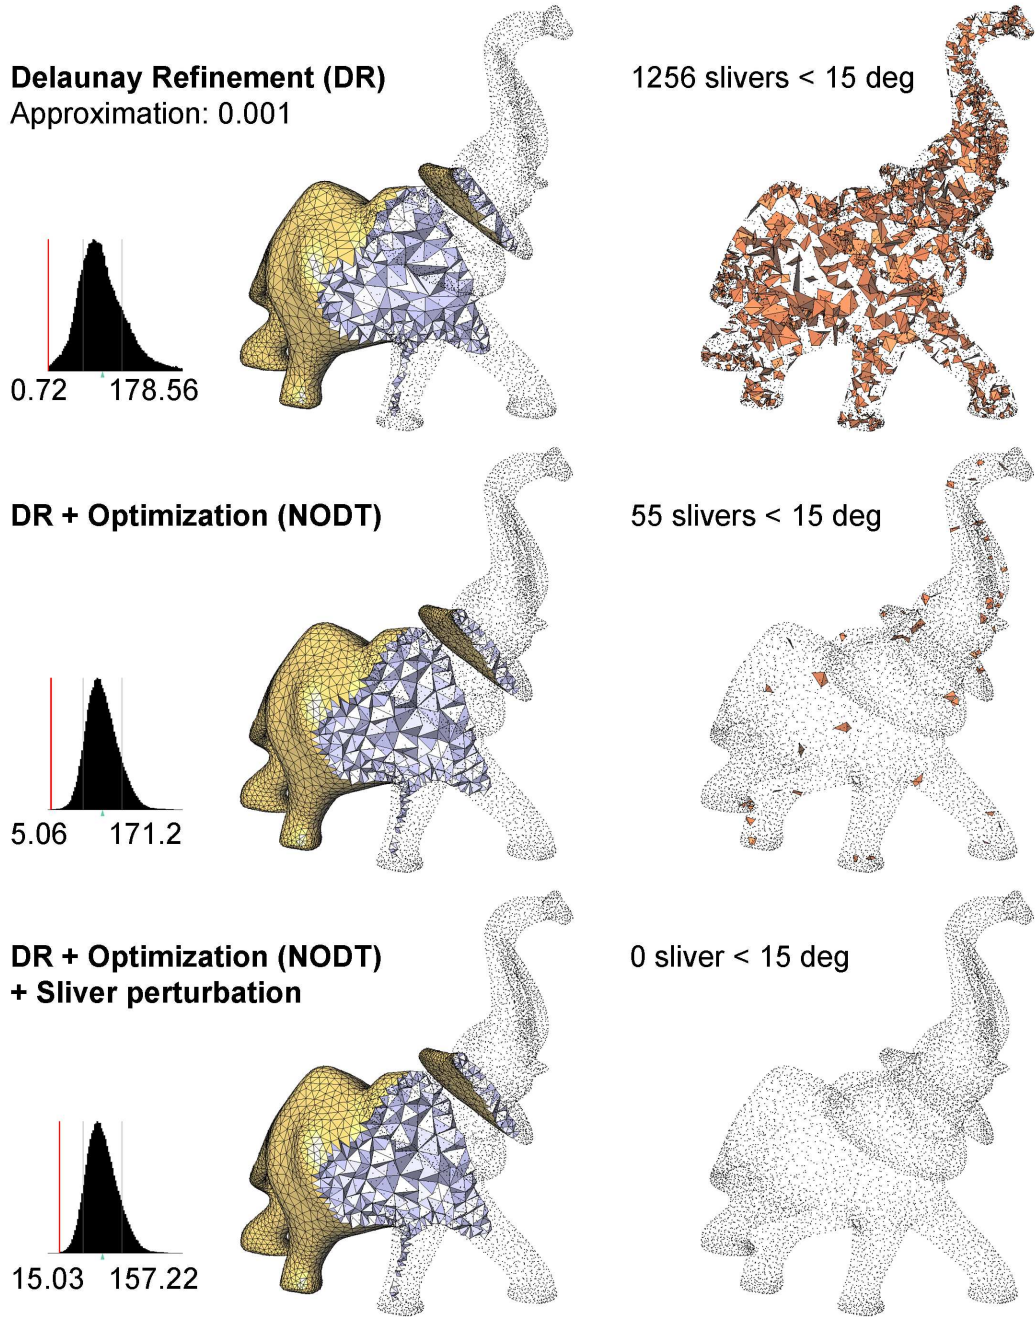 Delaunay Refinement (DR)
Approximation: 0.001
1256 slivers < 15 deg
0.72 178.56
DR + Optimization (NODT)
55 slivers < 15 deg
5.06 171.2
DR + Optimization (NODT)
+ Sliver perturbation
0 sliver < 15 deg
15.03 157.22